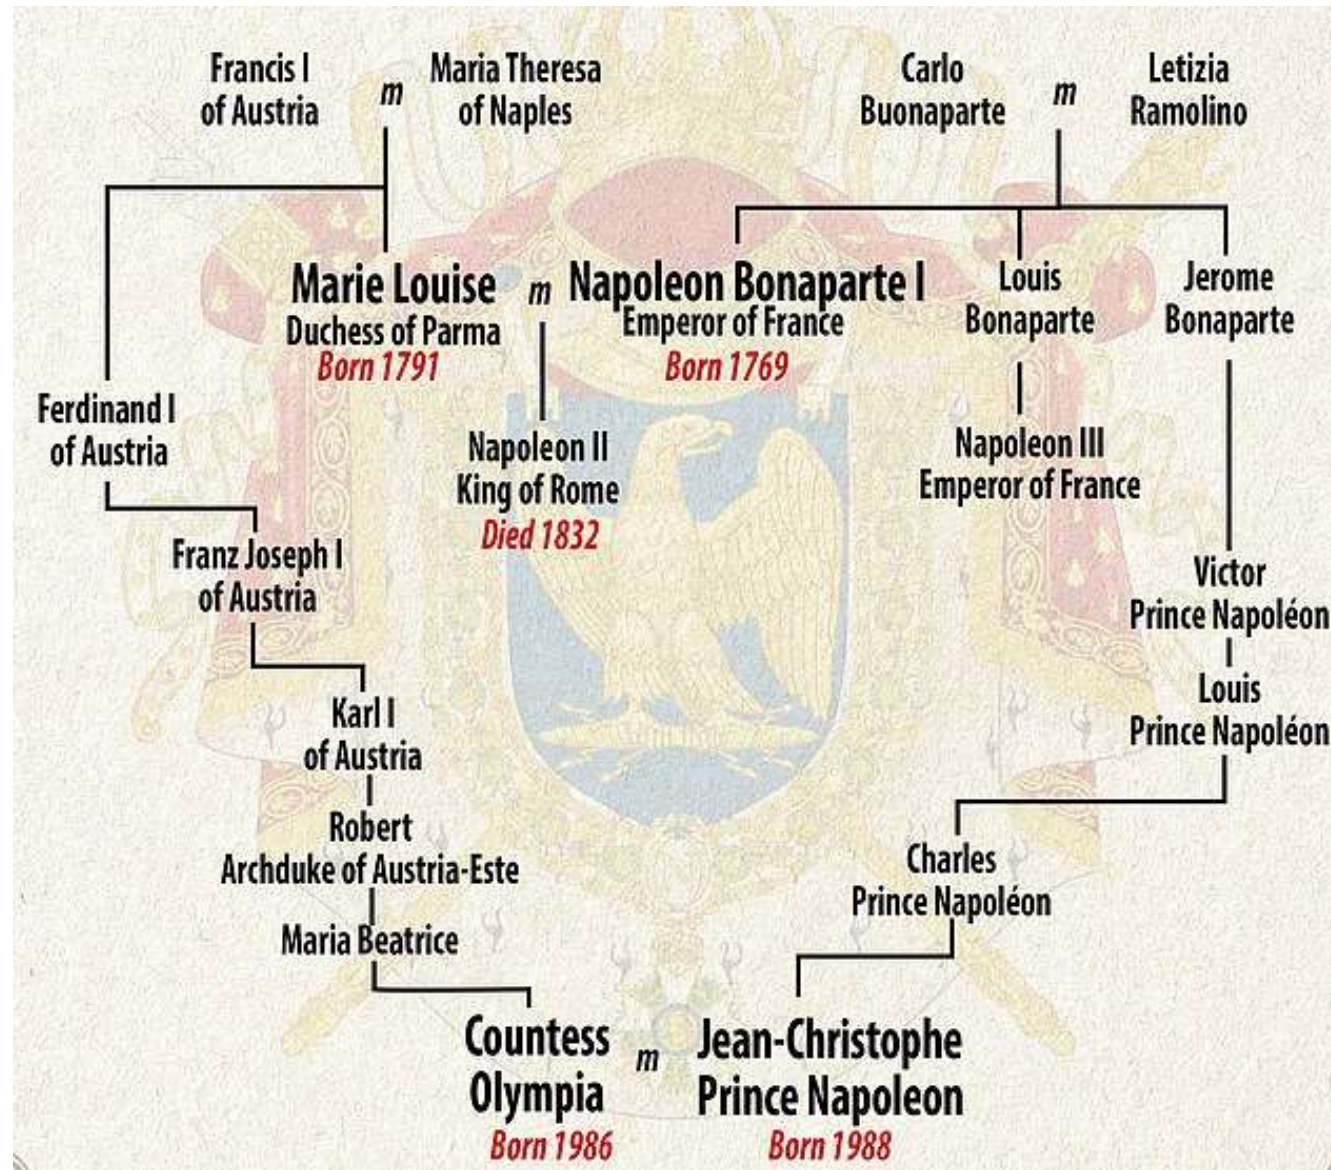 Francis I
of Austria
m
Maria Theresa
of Naples
Carlo
Buonaparte
m
Letizia
Ramolino
Marie Louise
Duchess of Parma
Born 1791
m
Napoleon Bonaparte I
Emperor of France
Born 1769
Louis
Bonaparte
Jerome
Bonaparte
Ferdinand I
of Austria
Napoleon II
King of Rome
Died 1832
Napoleon III
Emperor of France
Franz Joseph I
of Austria
Victor
Prince Napoléon
Karl I
of Austria
Louis
Prince Napoléon
Robert
Archduke of Austria-Este
Charles
Prince Napoléon
Maria Beatrice
Countess
Olympia
Born 1986
m
Jean-Christophe
Prince Napoleon
Born 1988